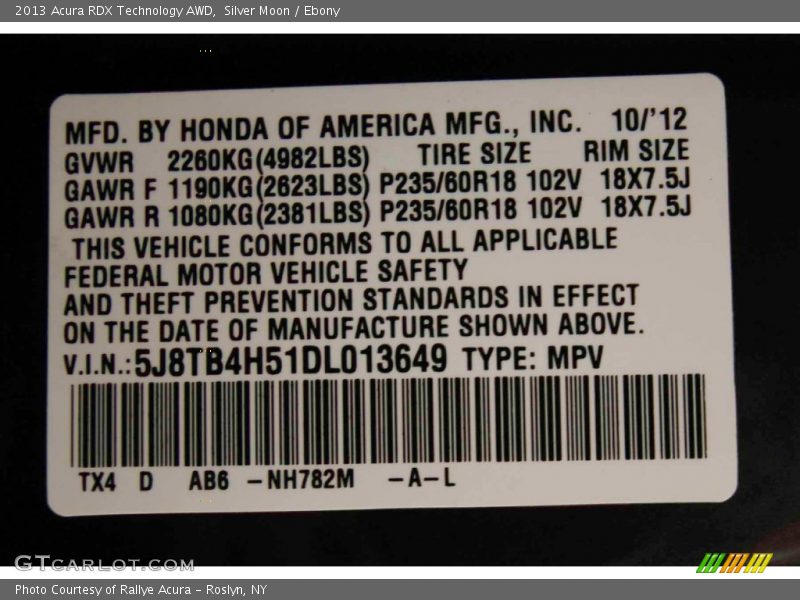 2013 Acura RDX Technology AWD,  Silver Moon / Ebony
MFD. BY HONDA OF AMERICA MFG., INC. 10/'12
GVWR 2260KG(4982LBS) TIRE SIZE RIM SIZE
GAWR F 1190KG(2623LBS) P235/60R18 102V 18X7.5J
GAWR R 1080KG(2381LBS) P235/60R18 102V 18X7.5J
THIS VEHICLE CONFORMS TO ALL APPLICABLE
FEDERAL MOTOR VEHICLE SAFETY
AND THEFT PREVENTION STANDARDS IN EFFECT
ON THE DATE OF MANUFACTURE SHOWN ABOVE.
V.I.N.:5J8TB4H51DL013649 TYPE: MPV
TX4 D AB6 -NH782M -A-L
GTCARLOT.COM
Photo Courtesy of Rallye Acura - Roslyn, NY